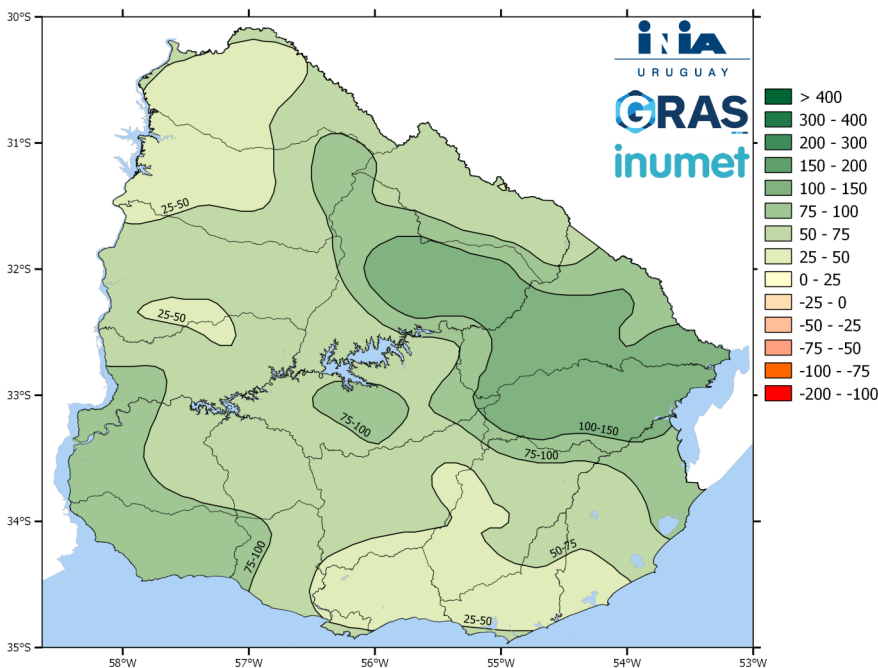 30°S
31°S
32°S
33°S
34°S
35°S
58°W
57°W
56°W
55°W
54°W
53°W
25-50
25-50
75-100
100-150
75-100
50-75
75-100
25-50
INIA
URUGUAY
GRAS
inumet
> 400
300 - 400
200 - 300
150 - 200
100 - 150
75 - 100
50 - 75
25 - 50
0 - 25
-25 - 0
-50 - -25
-75 - -50
-100 - -75
-200 - -100